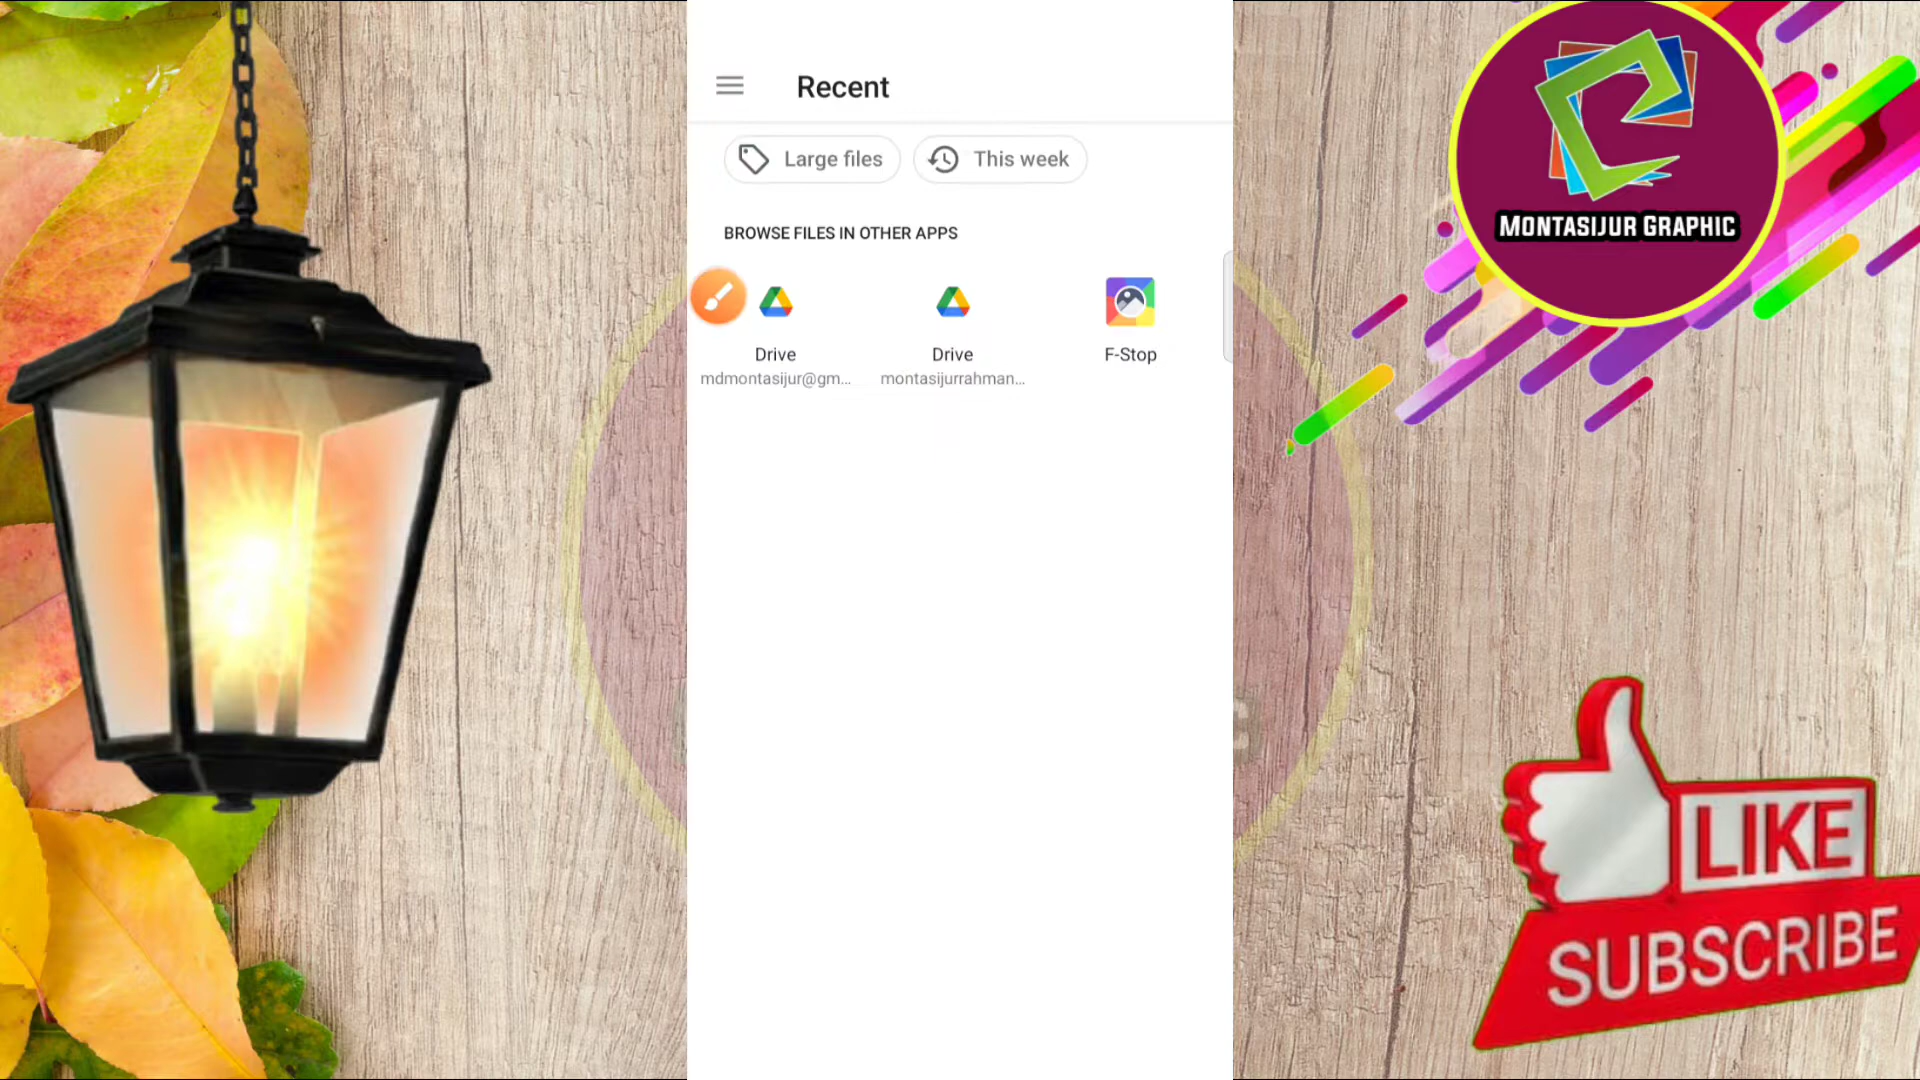 Recent
Large files
This week
BROWSE FILES IN OTHER APPS
Drive
mdmontasijur@gm...
Drive
montasijurrahman...
F-Stop
MONTASIJUR GRAPHIC
LIKE
SUBSCRIBE